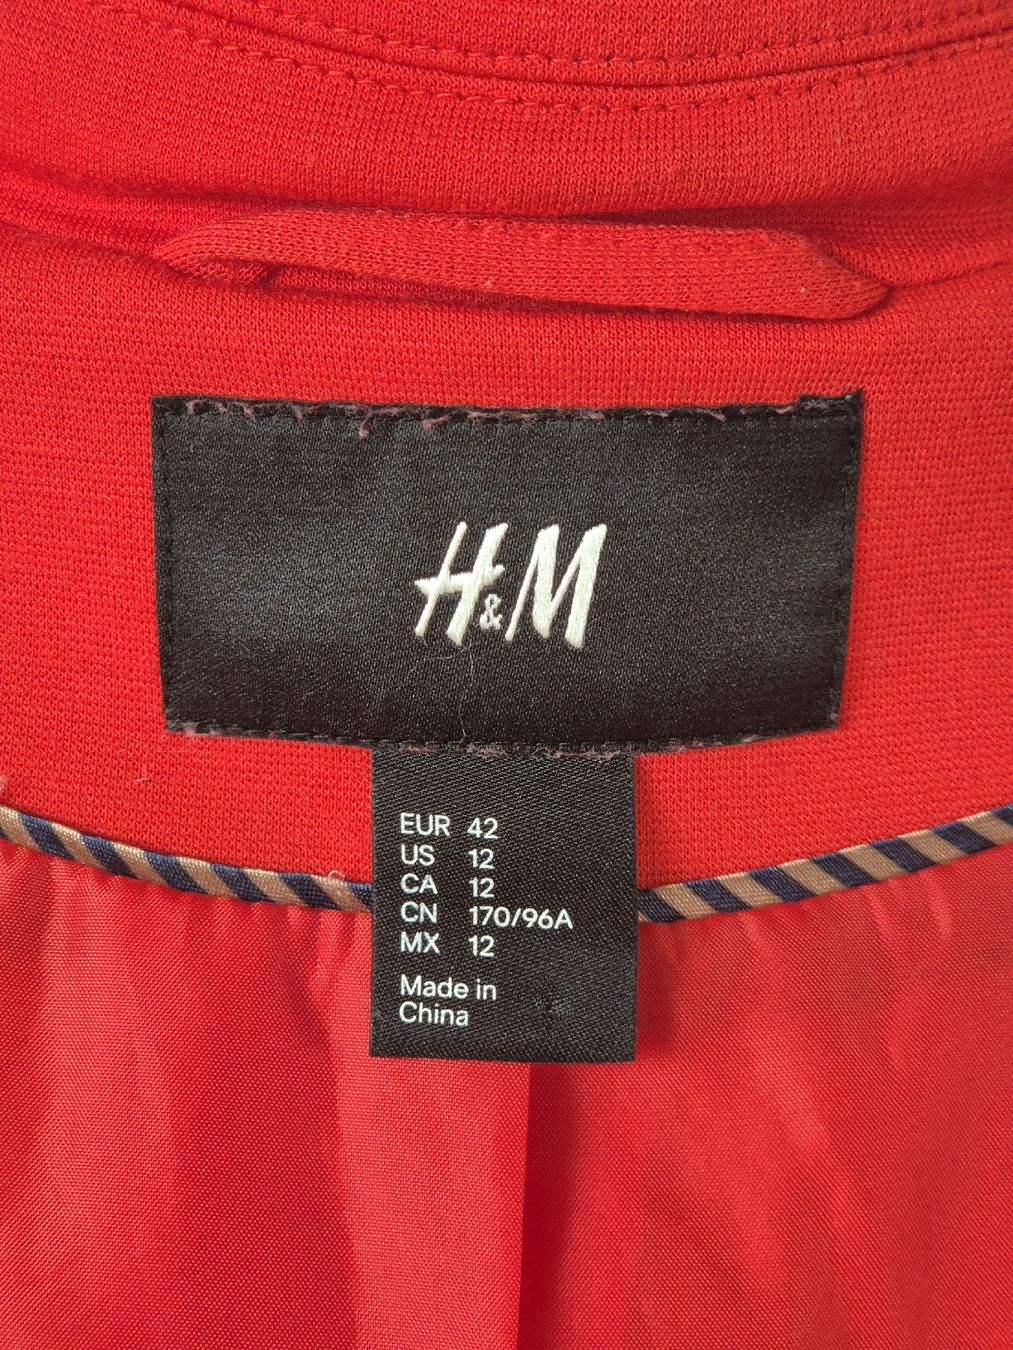 H&M
EUR 42
US 12
CA 12
CN 170/96A
MX 12
Made in
China